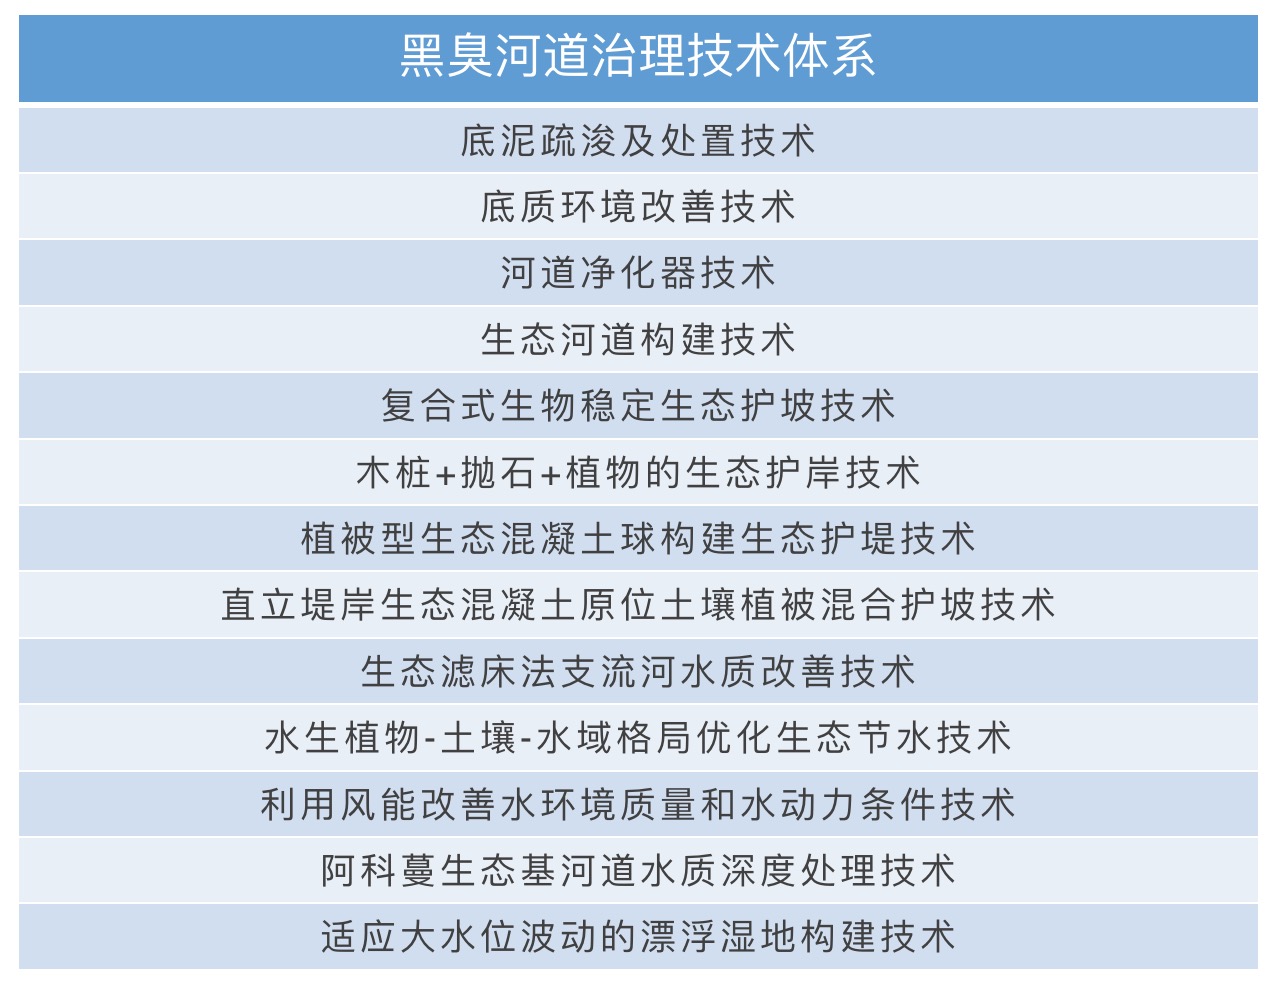 黑臭河道治理技术体系
底泥疏浚及处置技术
底质环境改善技术
河道净化器技术
生态河道构建技术
复合式生物稳定生态护坡技术
木桩+抛石+植物的生态护岸技术
植被型生态混凝土球构建生态护堤技术
直立堤岸生态混凝土原位土壤植被混合护坡技术
生态滤床法支流河水质改善技术
水生植物-土壤-水域格局优化生态节水技术
利用风能改善水环境质量和水动力条件技术
阿科蔓生态基河道水质深度处理技术
适应大水位波动的漂浮湿地构建技术